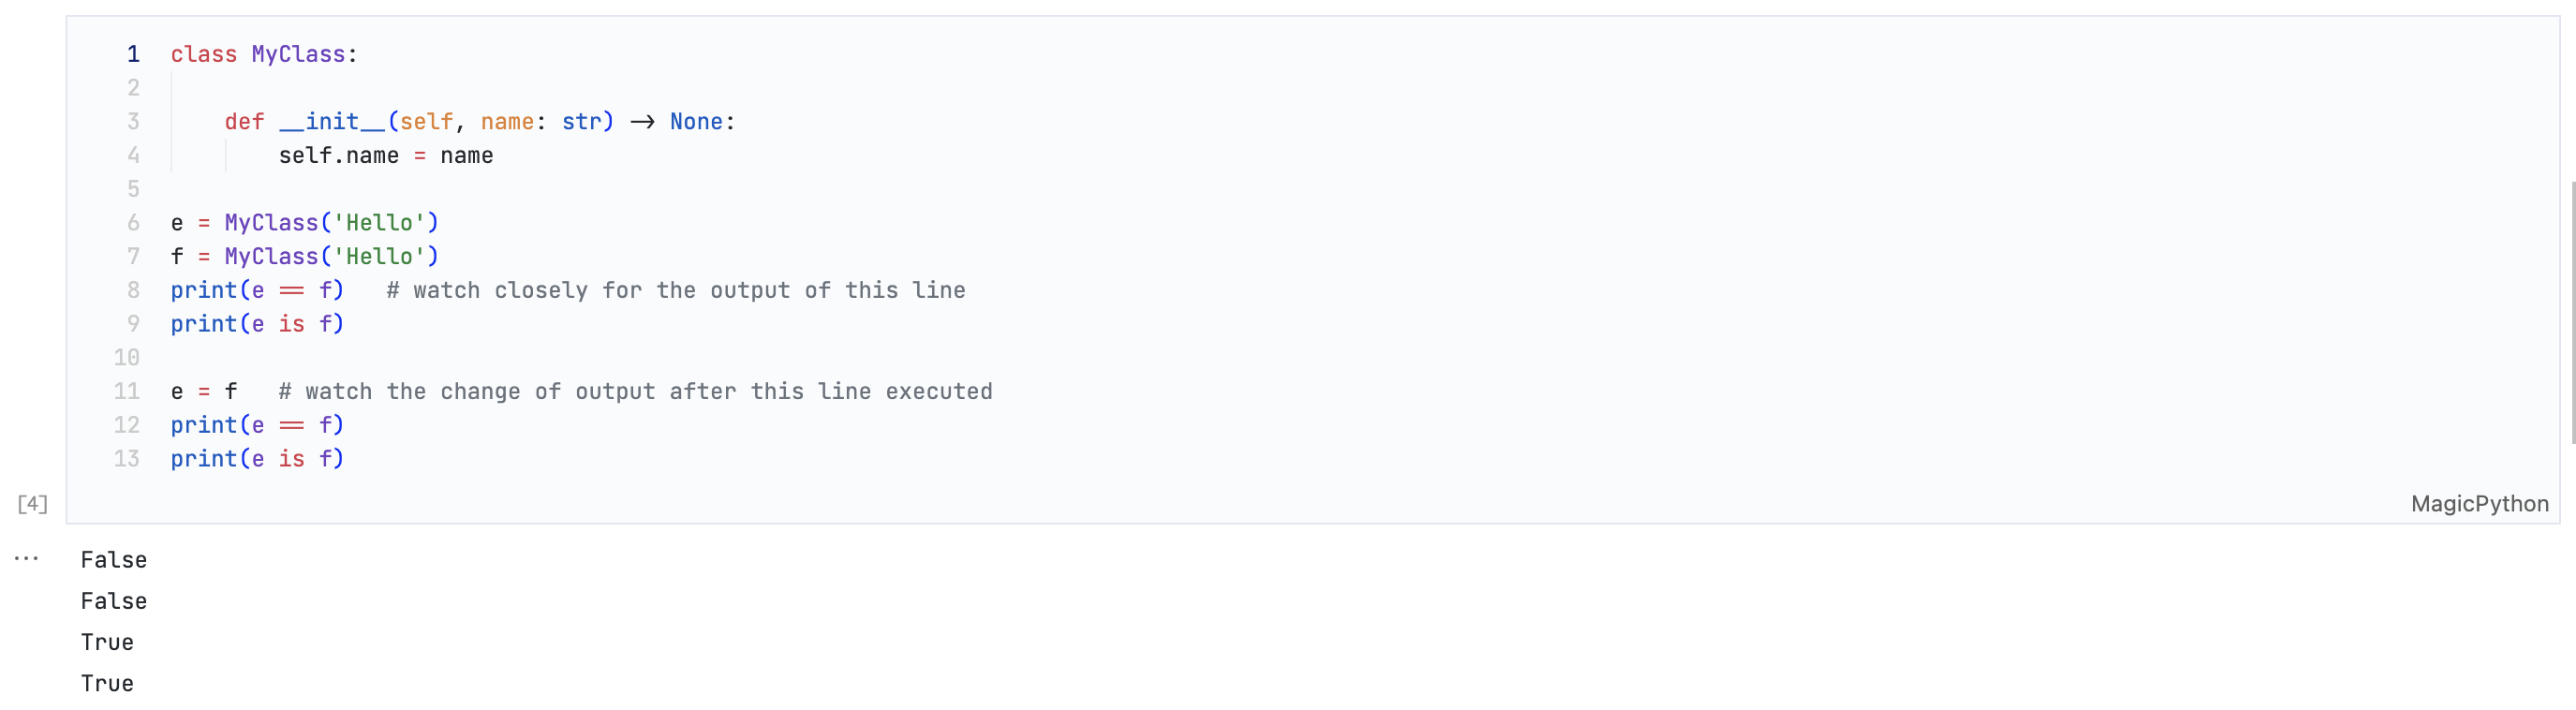 1 class MyClass:
2
3 def __init__(self, name: str) -> None:
4 self.name = name
5
6 e = MyClass('Hello')
7 f = MyClass('Hello')
8 print(e == f) # watch closely for the output of this line
9 print(e is f)
10
11 e = f # watch the change of output after this line executed
12 print(e == f)
13 print(e is f)
[4]
MagicPython
... False
False
True
True